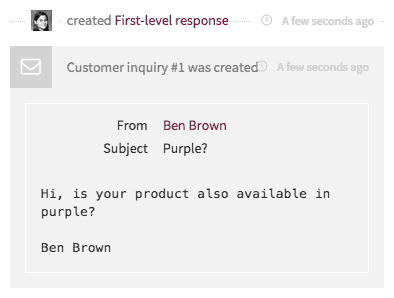 created First-level response A few seconds ago
Customer inquiry #1 was created A few seconds ago
From Ben Brown
Subject Purple?
Hi, is your product also available in
purple?
Ben Brown